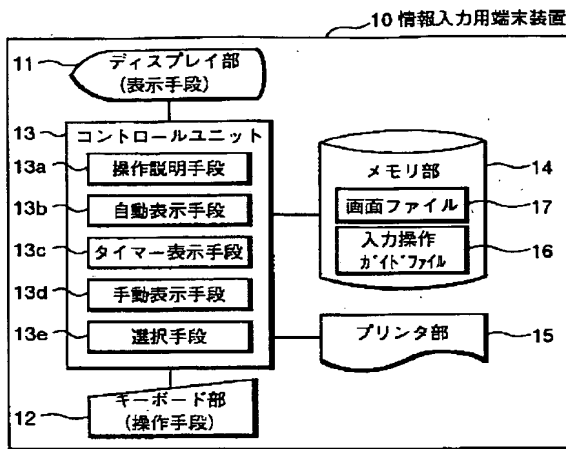 10 情報入力用端末装置
11
ディスプレイ部
(表示手段)
13
コントロールユニット
13a
操作説明手段
13b
自動表示手段
13c
タイマー表示手段
13d
手動表示手段
13e
選択手段
12
キーボード部
(操作手段)
メモリ部
14
画面ファイル
17
入力操作
ガイドファイル
16
プリンタ部
15